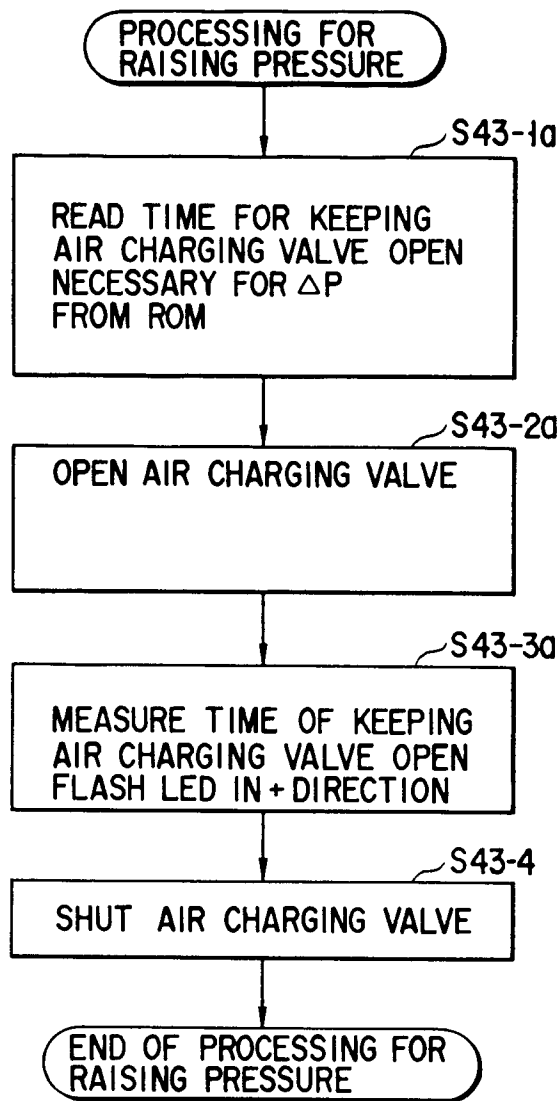 PROCESSING FOR
RAISING PRESSURE
S43-1a
READ TIME FOR KEEPING
AIR CHARGING VALVE OPEN
NECESSARY FOR △P
FROM ROM
S43-2a
OPEN AIR CHARGING VALVE
S43-3a
MEASURE TIME OF KEEPING
AIR CHARGING VALVE OPEN
FLASH LED IN + DIRECTION
S43-4
SHUT AIR CHARGING VALVE
END OF PROCESSING FOR
RAISING PRESSURE